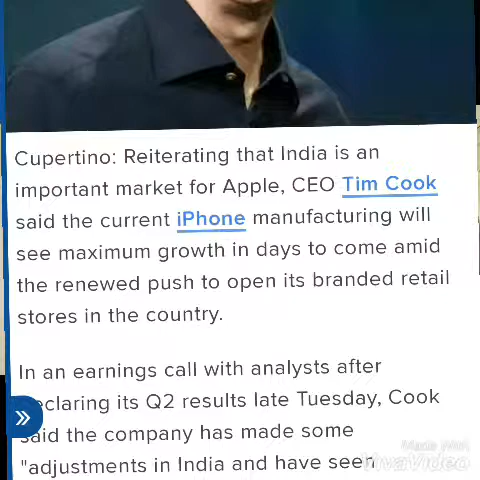 Cupertino: Reiterating that India is an
important market for Apple, CEO Tim Cook
said the current iPhone manufacturing will
see maximum growth in days to come amid
the renewed push to open its branded retail
stores in the country.
In an earnings call with analysts after
declaring its Q2 results late Tuesday, Cook
said the company has made some
"adjustments in India and have seen
Made With
VivaVideo